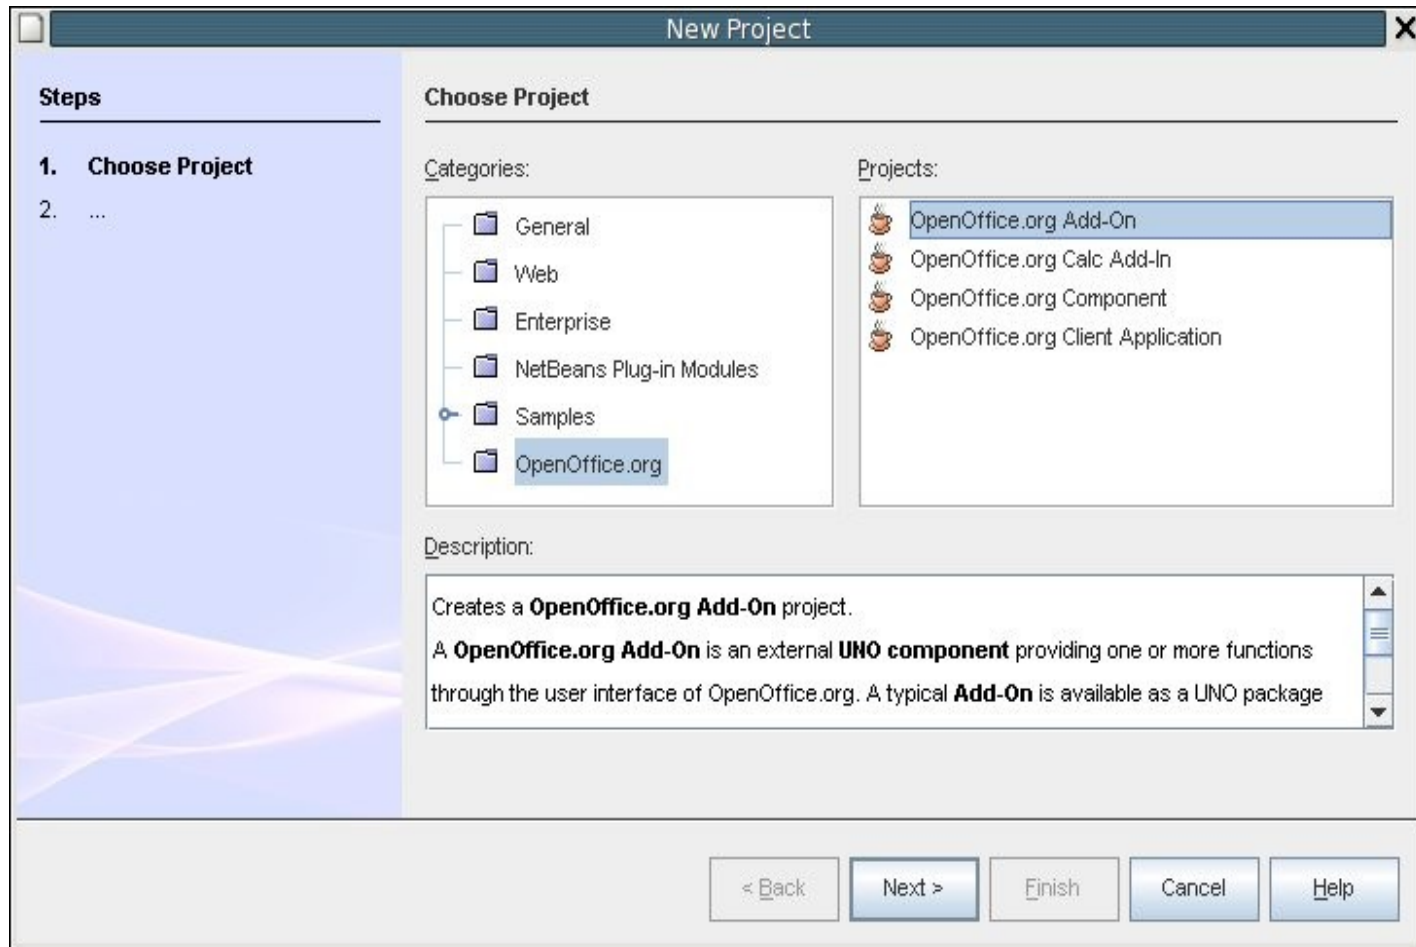 New Project
Steps
1. Choose Project
2. ...
Choose Project
Categories:
General
Web
Enterprise
NetBeans Plug-in Modules
Samples
OpenOffice.org
Projects:
OpenOffice.org Add-On
OpenOffice.org Calc Add-In
OpenOffice.org Component
OpenOffice.org Client Application
Description:
Creates a OpenOffice.org Add-On project.
A OpenOffice.org Add-On is an external UNO component providing one or more functions
through the user interface of OpenOffice.org. A typical Add-On is available as a UNO package
< Back
Next >
Finish
Cancel
Help